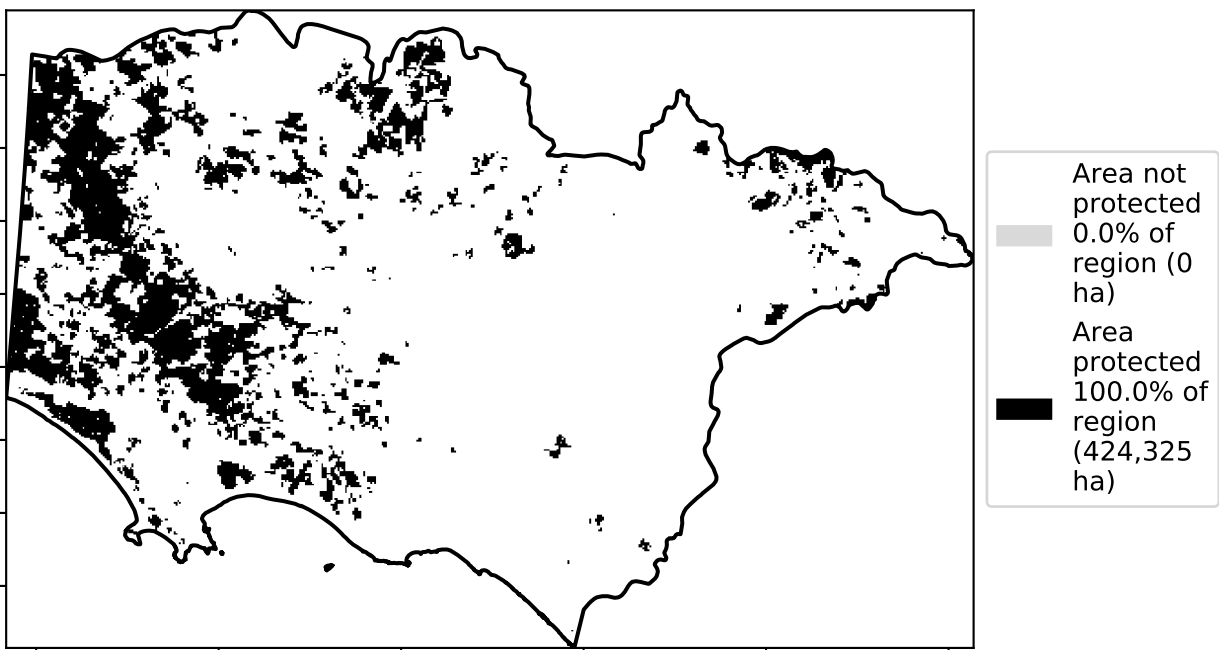 Area not
protected
0.0% of
region (0
ha)
Area
protected
100.0% of
region
(424,325
ha)